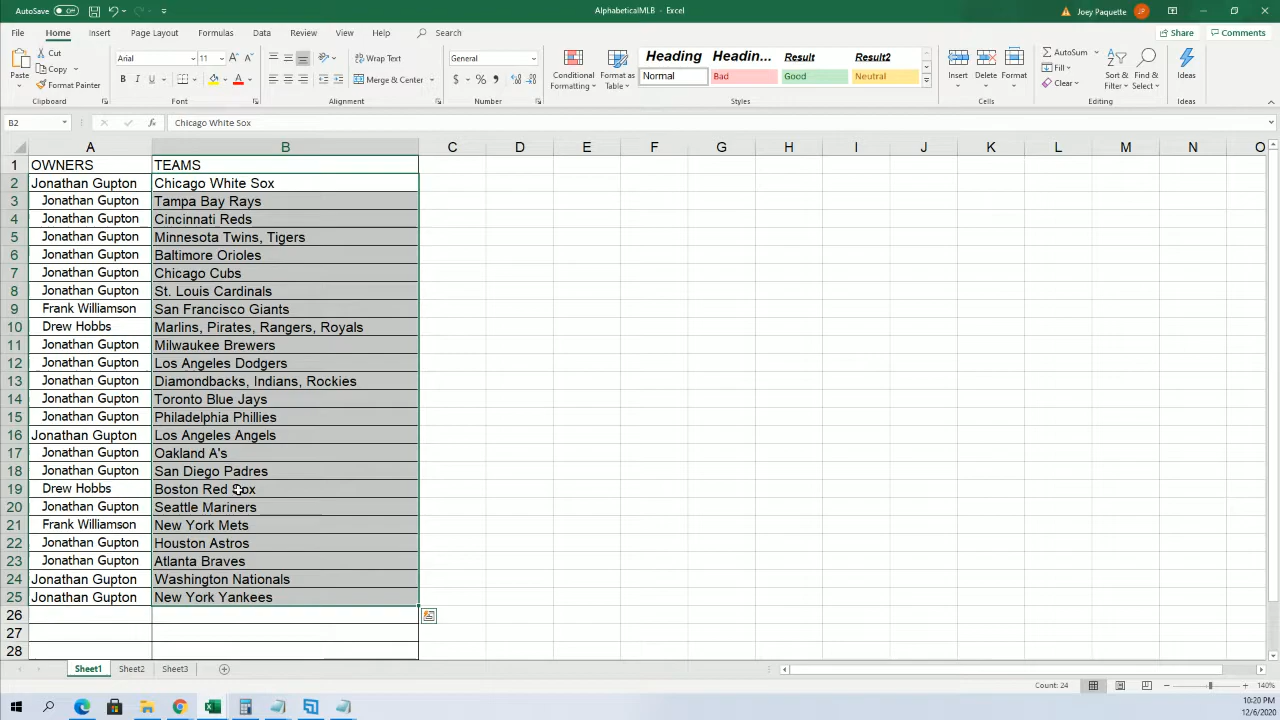 AutoSave Off AlphabeticalMLB - Excel Joey Paquette JP
File Home Insert Page Layout Formulas Data Review View Help Search Share Comments
Paste Cut Copy Format Painter Clipboard
Arial 11 B I U A Font
Wrap Text Merge & Center Alignment
General $ % Number
Conditional Formatting Format as Table
Heading Headin... Result Result2
Normal Bad Good Neutral
Styles
Insert Delete Format Cells
AutoSum Fill Clear Sort & Filter Find & Select Editing
Ideas Ideas
B2 fx Chicago White Sox
A B C D E F G H I J K L M N O
1 OWNERS TEAMS
2 Jonathan Gupton Chicago White Sox
3 Jonathan Gupton Tampa Bay Rays
4 Jonathan Gupton Cincinnati Reds
5 Jonathan Gupton Minnesota Twins, Tigers
6 Jonathan Gupton Baltimore Orioles
7 Jonathan Gupton Chicago Cubs
8 Jonathan Gupton St. Louis Cardinals
9 Frank Williamson San Francisco Giants
10 Drew Hobbs Marlins, Pirates, Rangers, Royals
11 Jonathan Gupton Milwaukee Brewers
12 Jonathan Gupton Los Angeles Dodgers
13 Jonathan Gupton Diamondbacks, Indians, Rockies
14 Jonathan Gupton Toronto Blue Jays
15 Jonathan Gupton Philadelphia Phillies
16 Jonathan Gupton Los Angeles Angels
17 Jonathan Gupton Oakland A's
18 Jonathan Gupton San Diego Padres
19 Drew Hobbs Boston Red Sox
20 Jonathan Gupton Seattle Mariners
21 Frank Williamson New York Mets
22 Jonathan Gupton Houston Astros
23 Jonathan Gupton Atlanta Braves
24 Jonathan Gupton Washington Nationals
25 Jonathan Gupton New York Yankees
26
27
28
Sheet1 Sheet2 Sheet3
Count: 24 140%
10:20 PM
12/6/2020